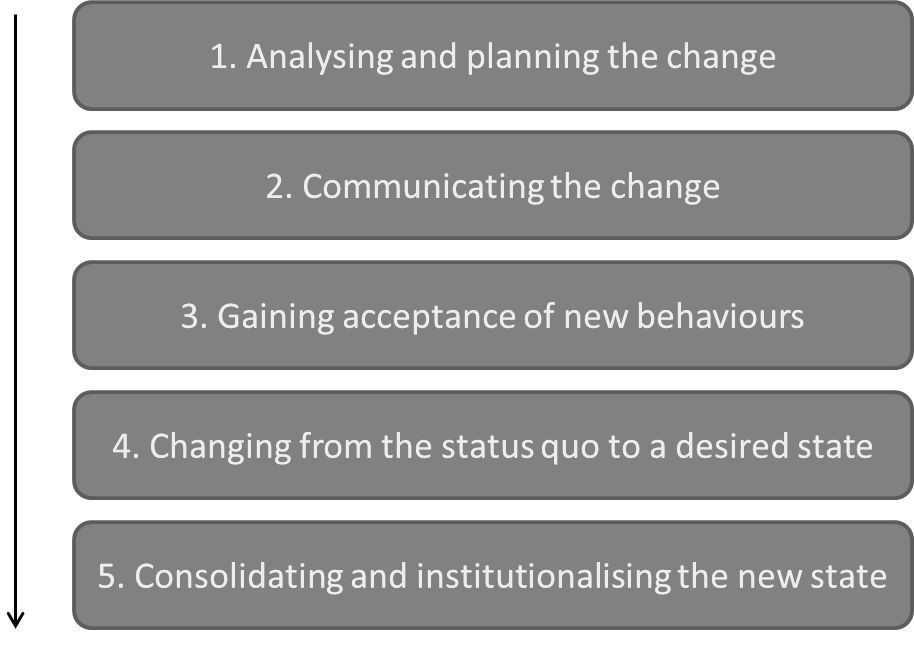 1. Analysing and planning the change
2. Communicating the change
3. Gaining acceptance of new behaviours
4. Changing from the status quo to a desired state
5. Consolidating and institutionalising the new state